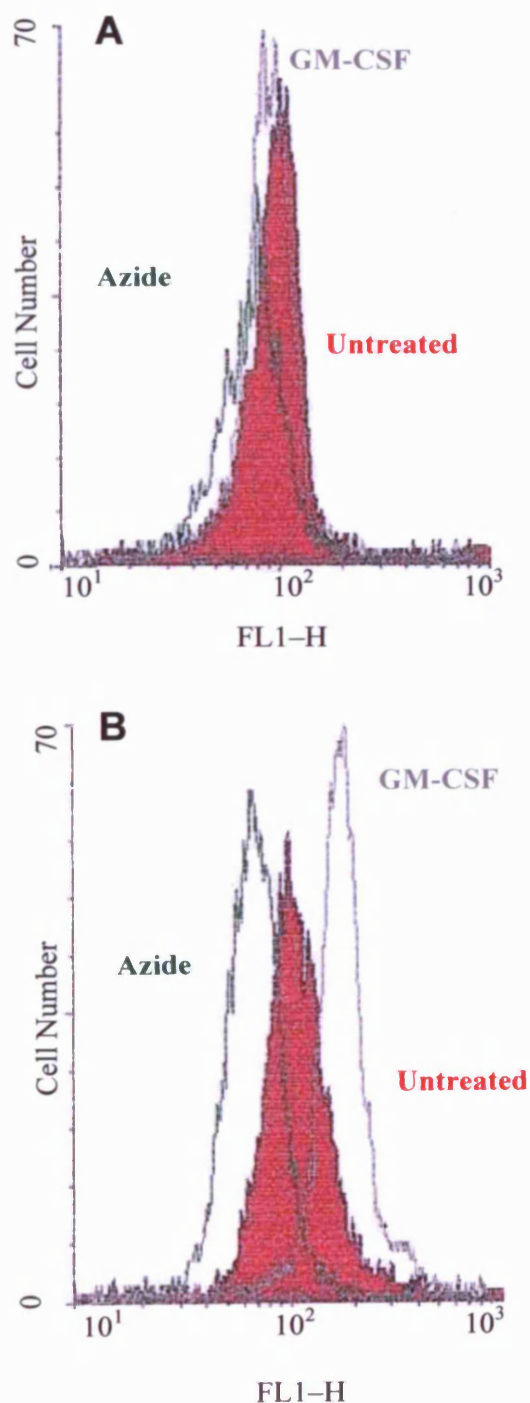 A
70
GM-CSF
Azide
Untreated
Cell Number
0
10¹ 10² 10³
FL1–H
B
70
GM-CSF
Azide
Cell Number
Untreated
0
10¹ 10² 10³
FL1–H